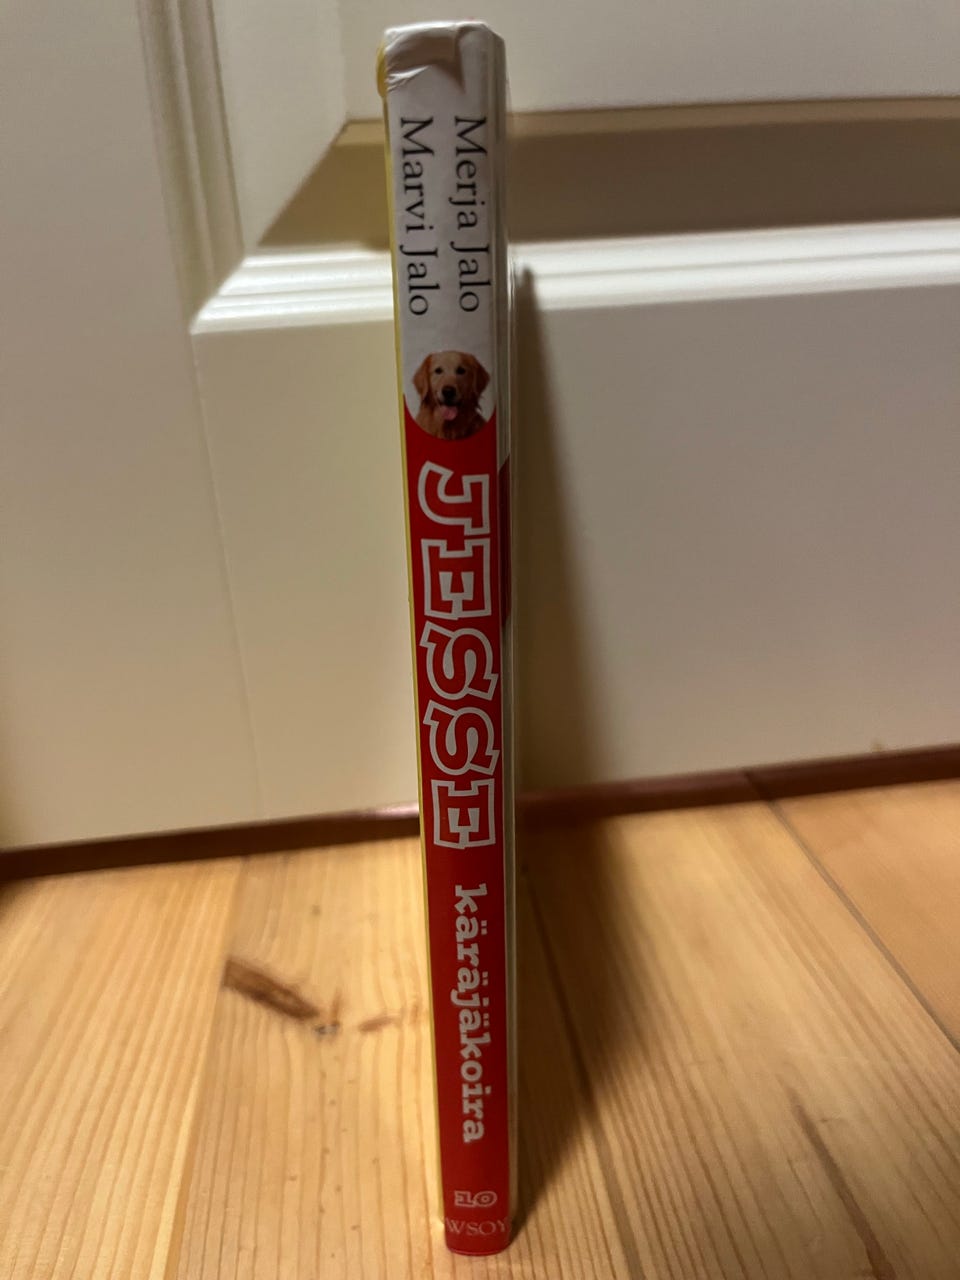 Merja Jalo
Marvi Jalo
JESSE
käräjäkoira
10
WSOY